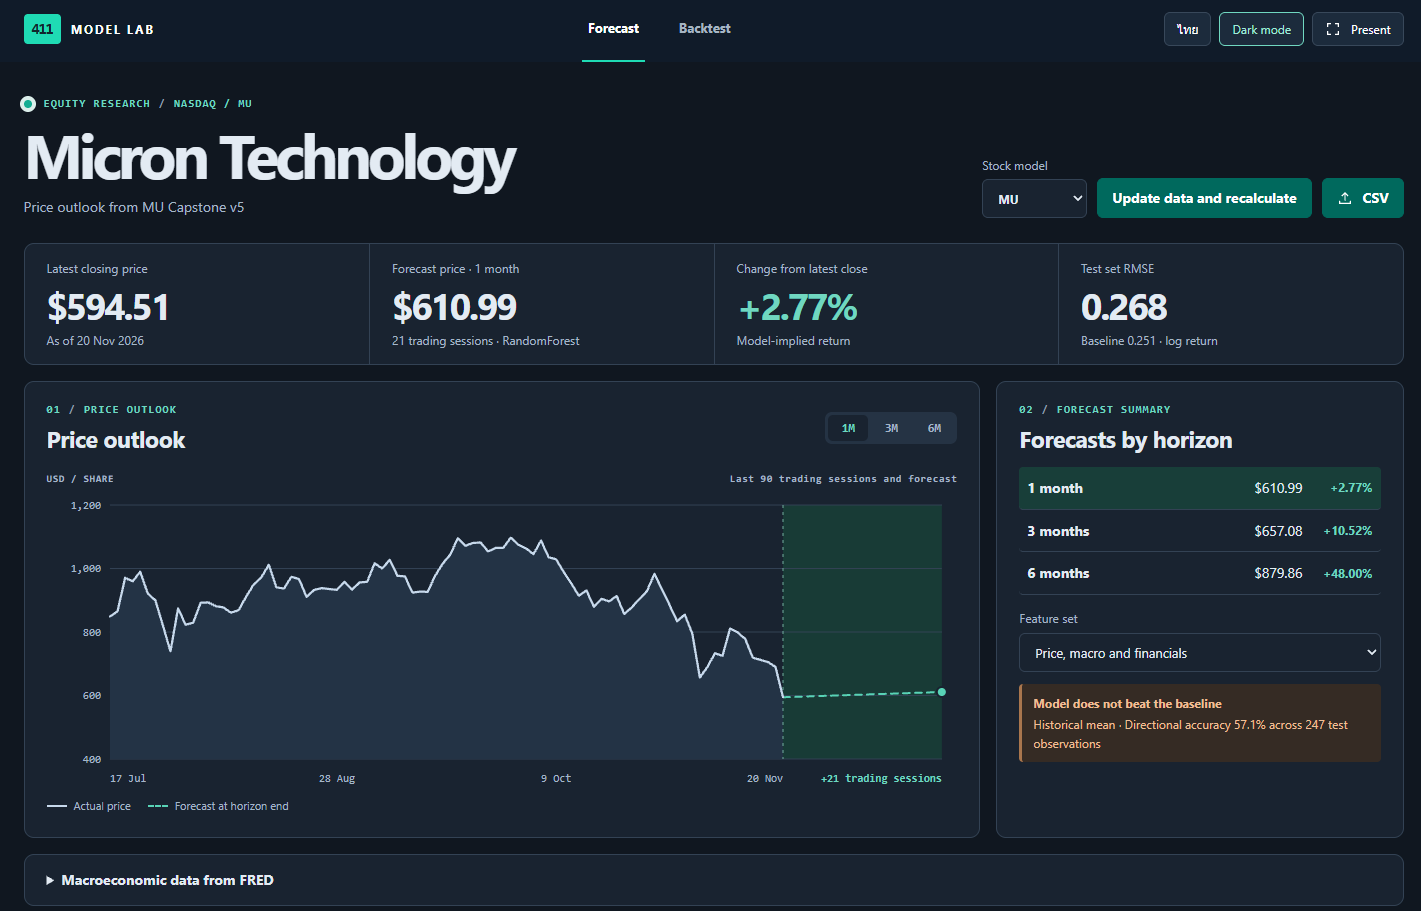 411 MODEL LAB
Forecast
Backtest
ไทย
Dark mode
Present
EQUITY RESEARCH / NASDAQ / MU
Micron Technology
Price outlook from MU Capstone v5
Stock model
MU
Update data and recalculate
CSV
Latest closing price
$594.51
As of 20 Nov 2026
Forecast price · 1 month
$610.99
21 trading sessions · RandomForest
Change from latest close
+2.77%
Model-implied return
Test set RMSE
0.268
Baseline 0.251 · log return
01 / PRICE OUTLOOK
Price outlook
1M 3M 6M
USD / SHARE
Last 90 trading sessions and forecast
1,200
1,000
800
600
400
17 Jul 28 Aug 9 Oct 20 Nov +21 trading sessions
Actual price Forecast at horizon end
02 / FORECAST SUMMARY
Forecasts by horizon
1 month $610.99 +2.77%
3 months $657.08 +10.52%
6 months $879.86 +48.00%
Feature set
Price, macro and financials
Model does not beat the baseline
Historical mean · Directional accuracy 57.1% across 247 test
observations
Macroeconomic data from FRED